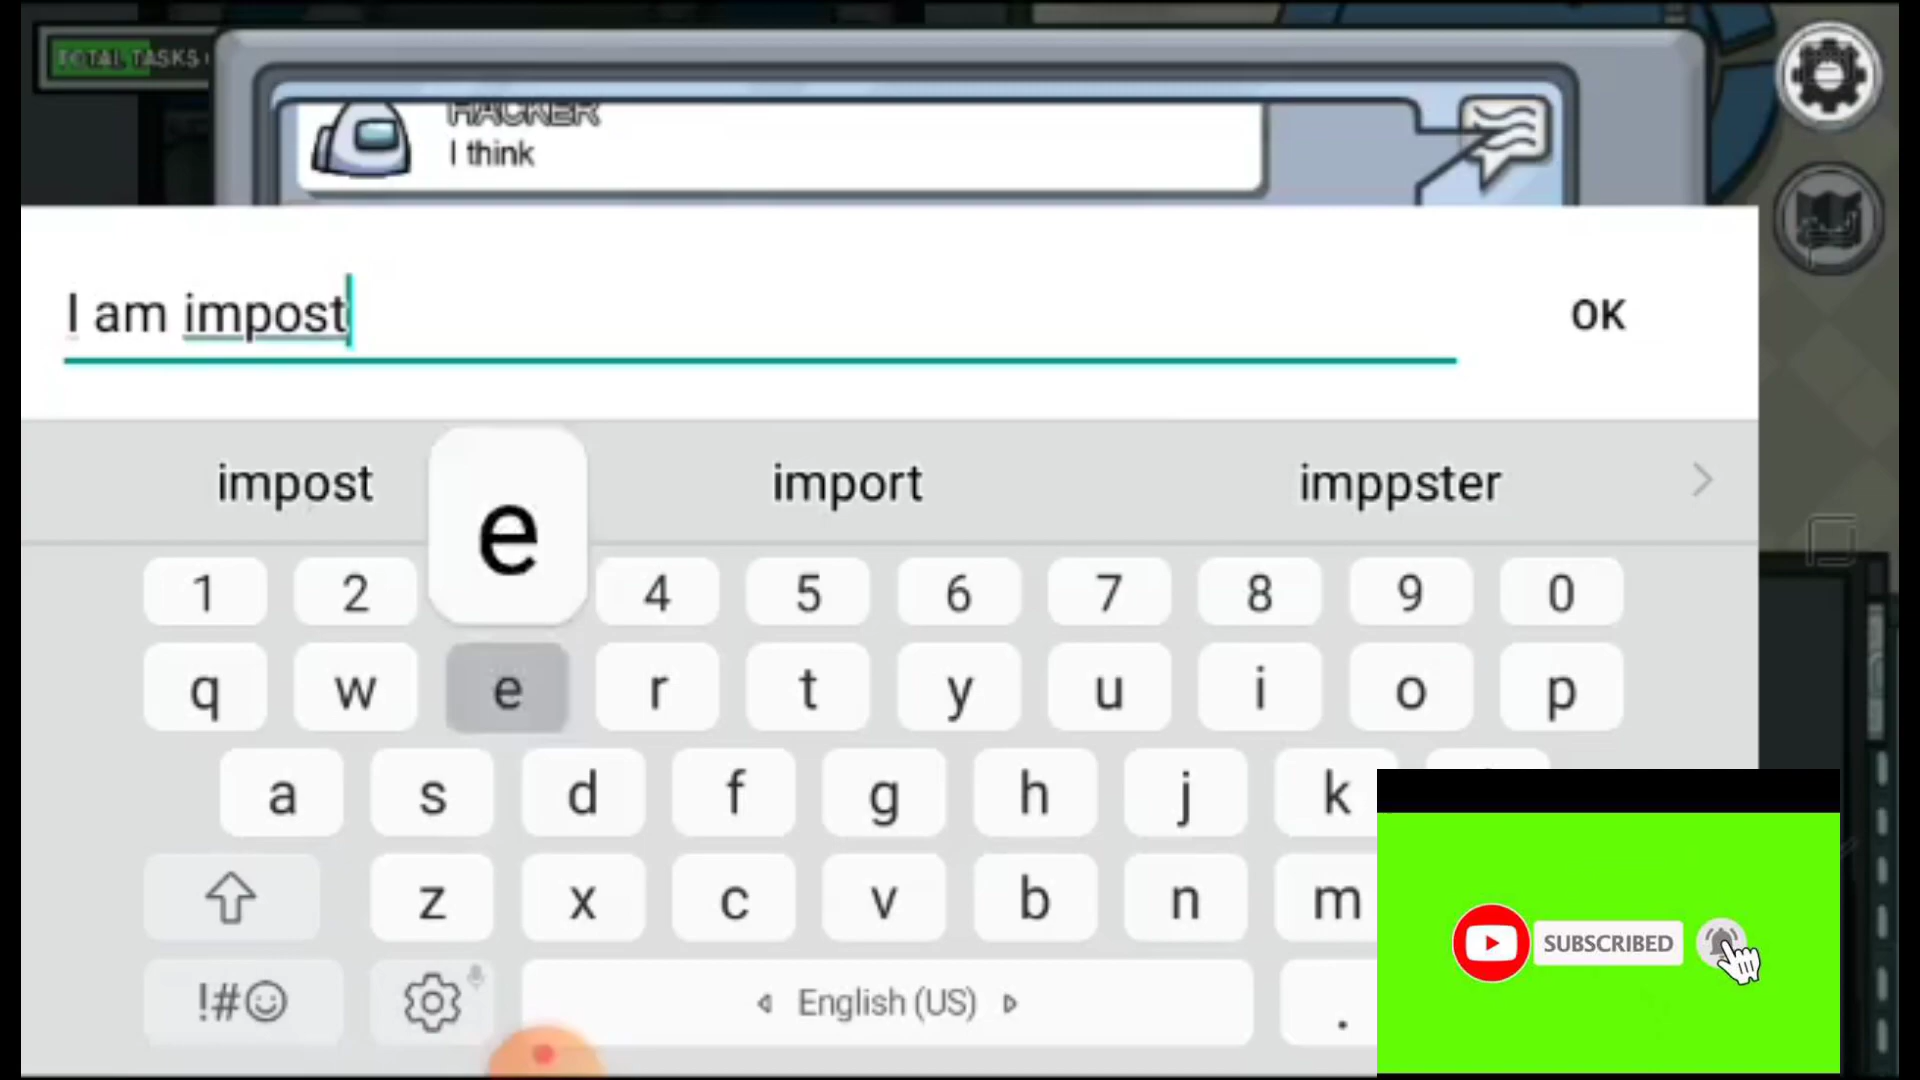 TOTAL TASKS
HACKER
I think
I am impost
OK
impost
import
imppster
e
1 2 4 5 6 7 8 9 0
q w e r t y u i o p
a s d f g h j k
z x c v b n m
!#☺
English (US)
.
SUBSCRIBED